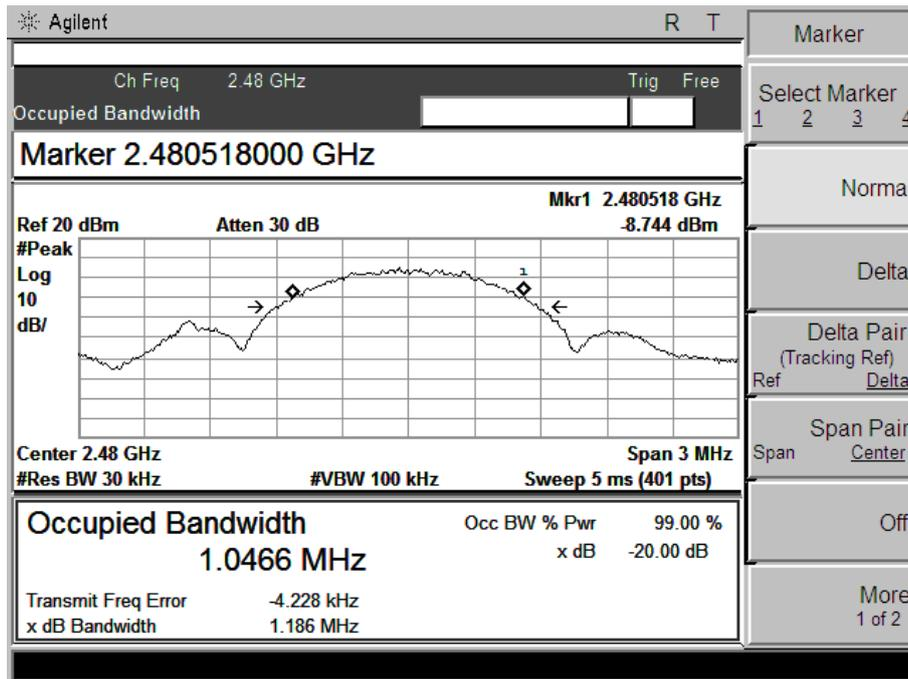 Agilent R T
Ch Freq 2.48 GHz Trig Free
Occupied Bandwidth
Marker 2.480518000 GHz
Mkr1 2.480518 GHz
Ref 20 dBm Atten 30 dB -8.744 dBm
#Peak
Log
10
dB/
1
Center 2.48 GHz Span 3 MHz
#Res BW 30 kHz #VBW 100 kHz Sweep 5 ms (401 pts)
Occupied Bandwidth
1.0466 MHz
Occ BW % Pwr 99.00 %
x dB -20.00 dB
Transmit Freq Error -4.228 kHz
x dB Bandwidth 1.186 MHz
Marker
Select Marker
1 2 3 4
Norma
Delta
Delta Pair
(Tracking Ref)
Ref Delta
Span Pair
Span Center
Off
More
1 of 2